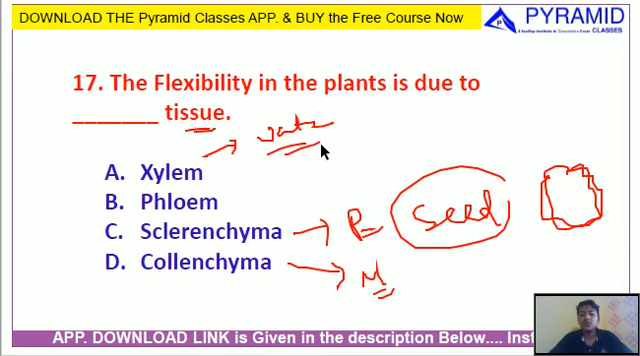 DOWNLOAD THE Pyramid Classes APP. & BUY the Free Course Now
PYRAMID
CLASSES
17. The Flexibility in the plants is due to
_______ tissue.
A. Xylem
B. Phloem
C. Sclerenchyma
D. Collenchyma
P
Seed
M
APP. DOWNLOAD LINK is Given in the description Below.... Inst